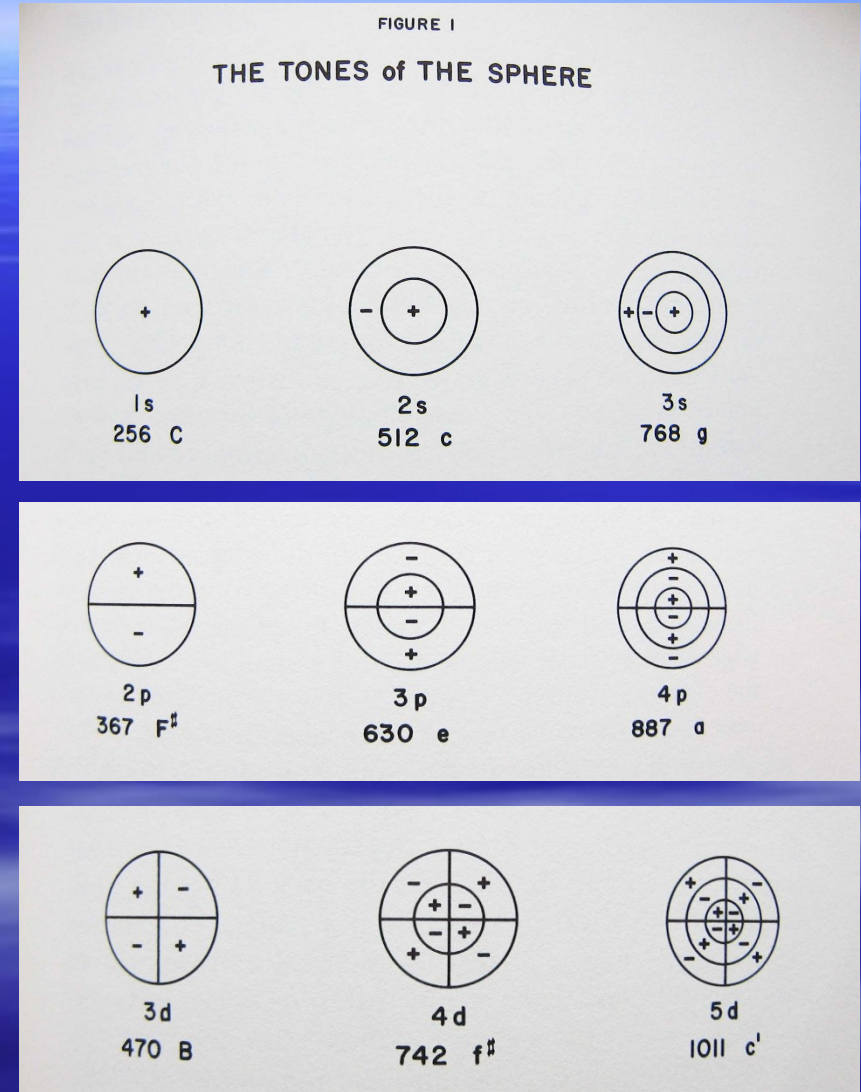 FIGURE 1
THE TONES of THE SPHERE
+
- +
+ - +
1s
2s
3s
256 C
512 c
768 g
+
-
-
+
-
+
+
-
+
-
+
-
2p
3p
4p
367 F♯
630 e
887 a
+ -
- +
- +
+ -
- +
+ -
+ -
- +
+ -
- +
+ -
- +
3d
4d
5d
470 B
742 f♯
1011 c'